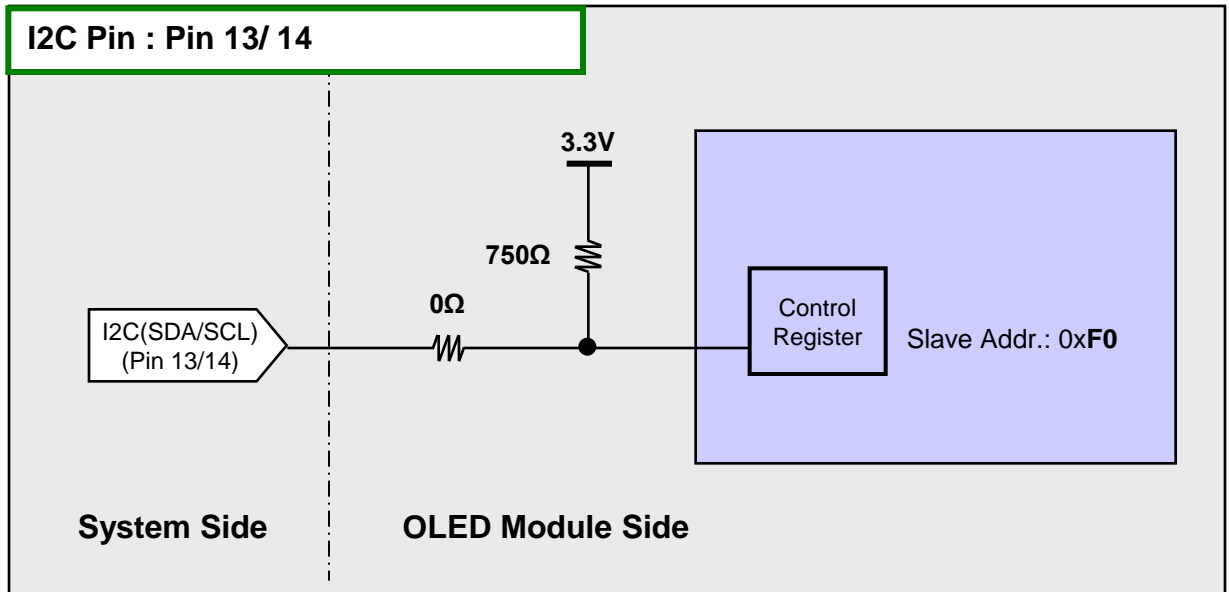 I2C Pin : Pin 13/ 14
3.3V
750Ω
0Ω
I2C(SDA/SCL)
(Pin 13/14)
Control
Register
Slave Addr.: 0xF0
System Side
OLED Module Side